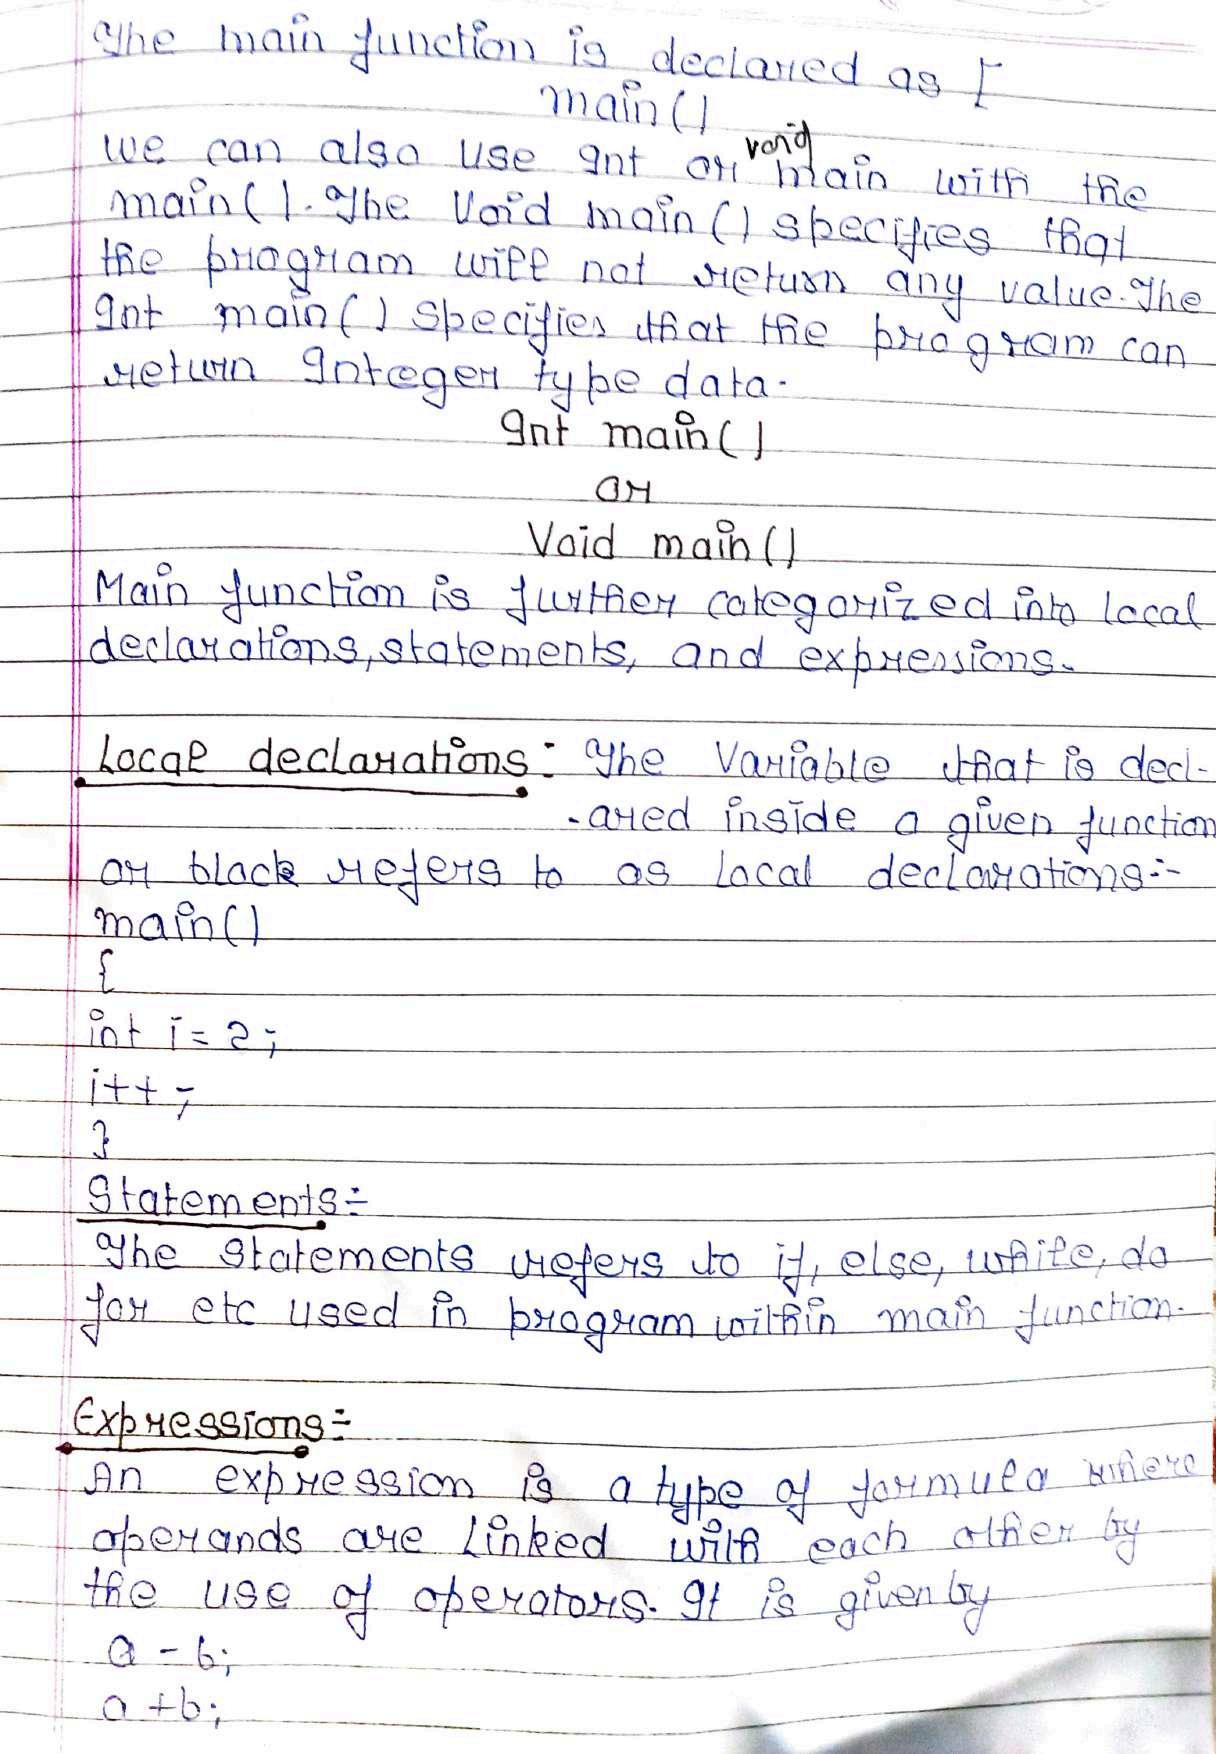 The main function is declared as [
main()
we can also use Int or void main with the
main(). The Void main() specifies that
the program will not return any value. The
Int main() specifies that the program can
return Integer type data.
Int main()
or
Void main()
Main function is further categorized into local
declarations, statements, and expressions.
Local declarations: The Variable that is decl-
-ared inside a given function
or black refers to as local declarations:-
main()
{
int i = 2;
i++;
}
Statements:-
The statements refers to if, else, while, do
for etc used in program within main function.
Expressions:-
An expression is a type of formula where
operands are linked with each other by
the use of operators. It is given by
a - b;
a + b;